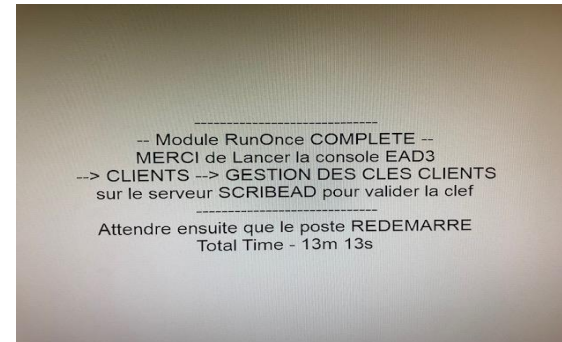 -----------------------------
-- Module RunOnce COMPLETE --
MERCI de Lancer la console EAD3
--> CLIENTS --> GESTION DES CLES CLIENTS
sur le serveur SCRIBEAD pour valider la clef
-----------------------------
Attendre ensuite que le poste REDEMARRE
Total Time - 13m 13s